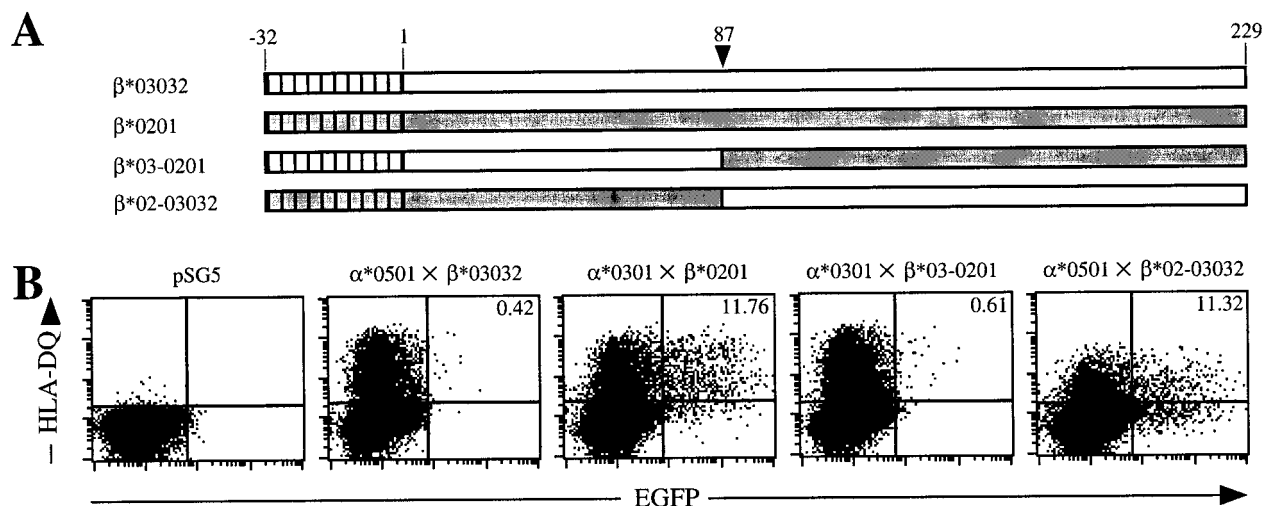 A
-32 1 87 229
β*03032
β*0201
β*03-0201
β*02-03032
B
pSG5 α*0501 × β*03032 α*0301 × β*0201 α*0301 × β*03-0201 α*0501 × β*02-03032
0.42 11.76 0.61 11.32
HLA-DQ
EGFP